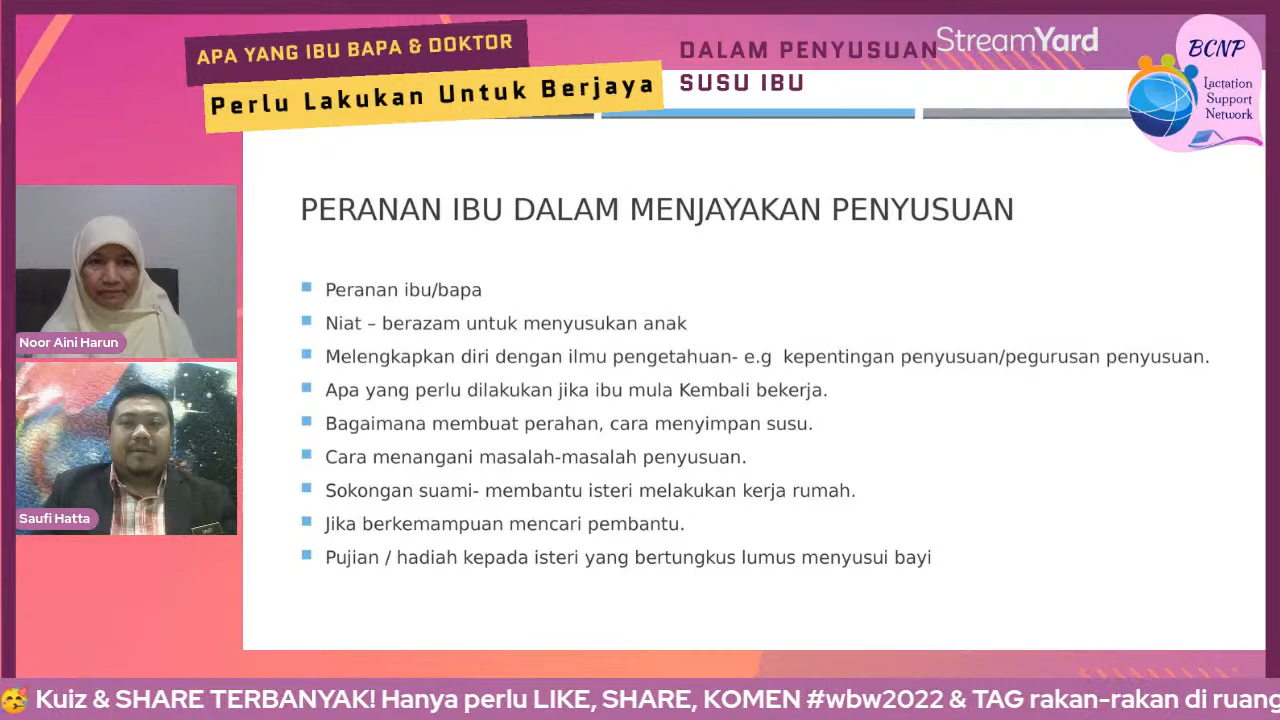 APA YANG IBU BAPA & DOKTOR
Perlu Lakukan Untuk Berjaya
DALAM PENYUSUAN
SUSU IBU
StreamYard
BCNP
Lactation
Support
Network
PERANAN IBU DALAM MENJAYAKAN PENYUSUAN
Peranan ibu/bapa
Niat – berazam untuk menyusukan anak
Melengkapkan diri dengan ilmu pengetahuan- e.g kepentingan penyusuan/pegurusan penyusuan.
Apa yang perlu dilakukan jika ibu mula Kembali bekerja.
Bagaimana membuat perahan, cara menyimpan susu.
Cara menangani masalah-masalah penyusuan.
Sokongan suami- membantu isteri melakukan kerja rumah.
Jika berkemampuan mencari pembantu.
Pujian / hadiah kepada isteri yang bertungkus lumus menyusui bayi
Noor Aini Harun
Saufi Hatta
🥳 Kuiz & SHARE TERBANYAK! Hanya perlu LIKE, SHARE, KOMEN #wbw2022 & TAG rakan-rakan di ruang